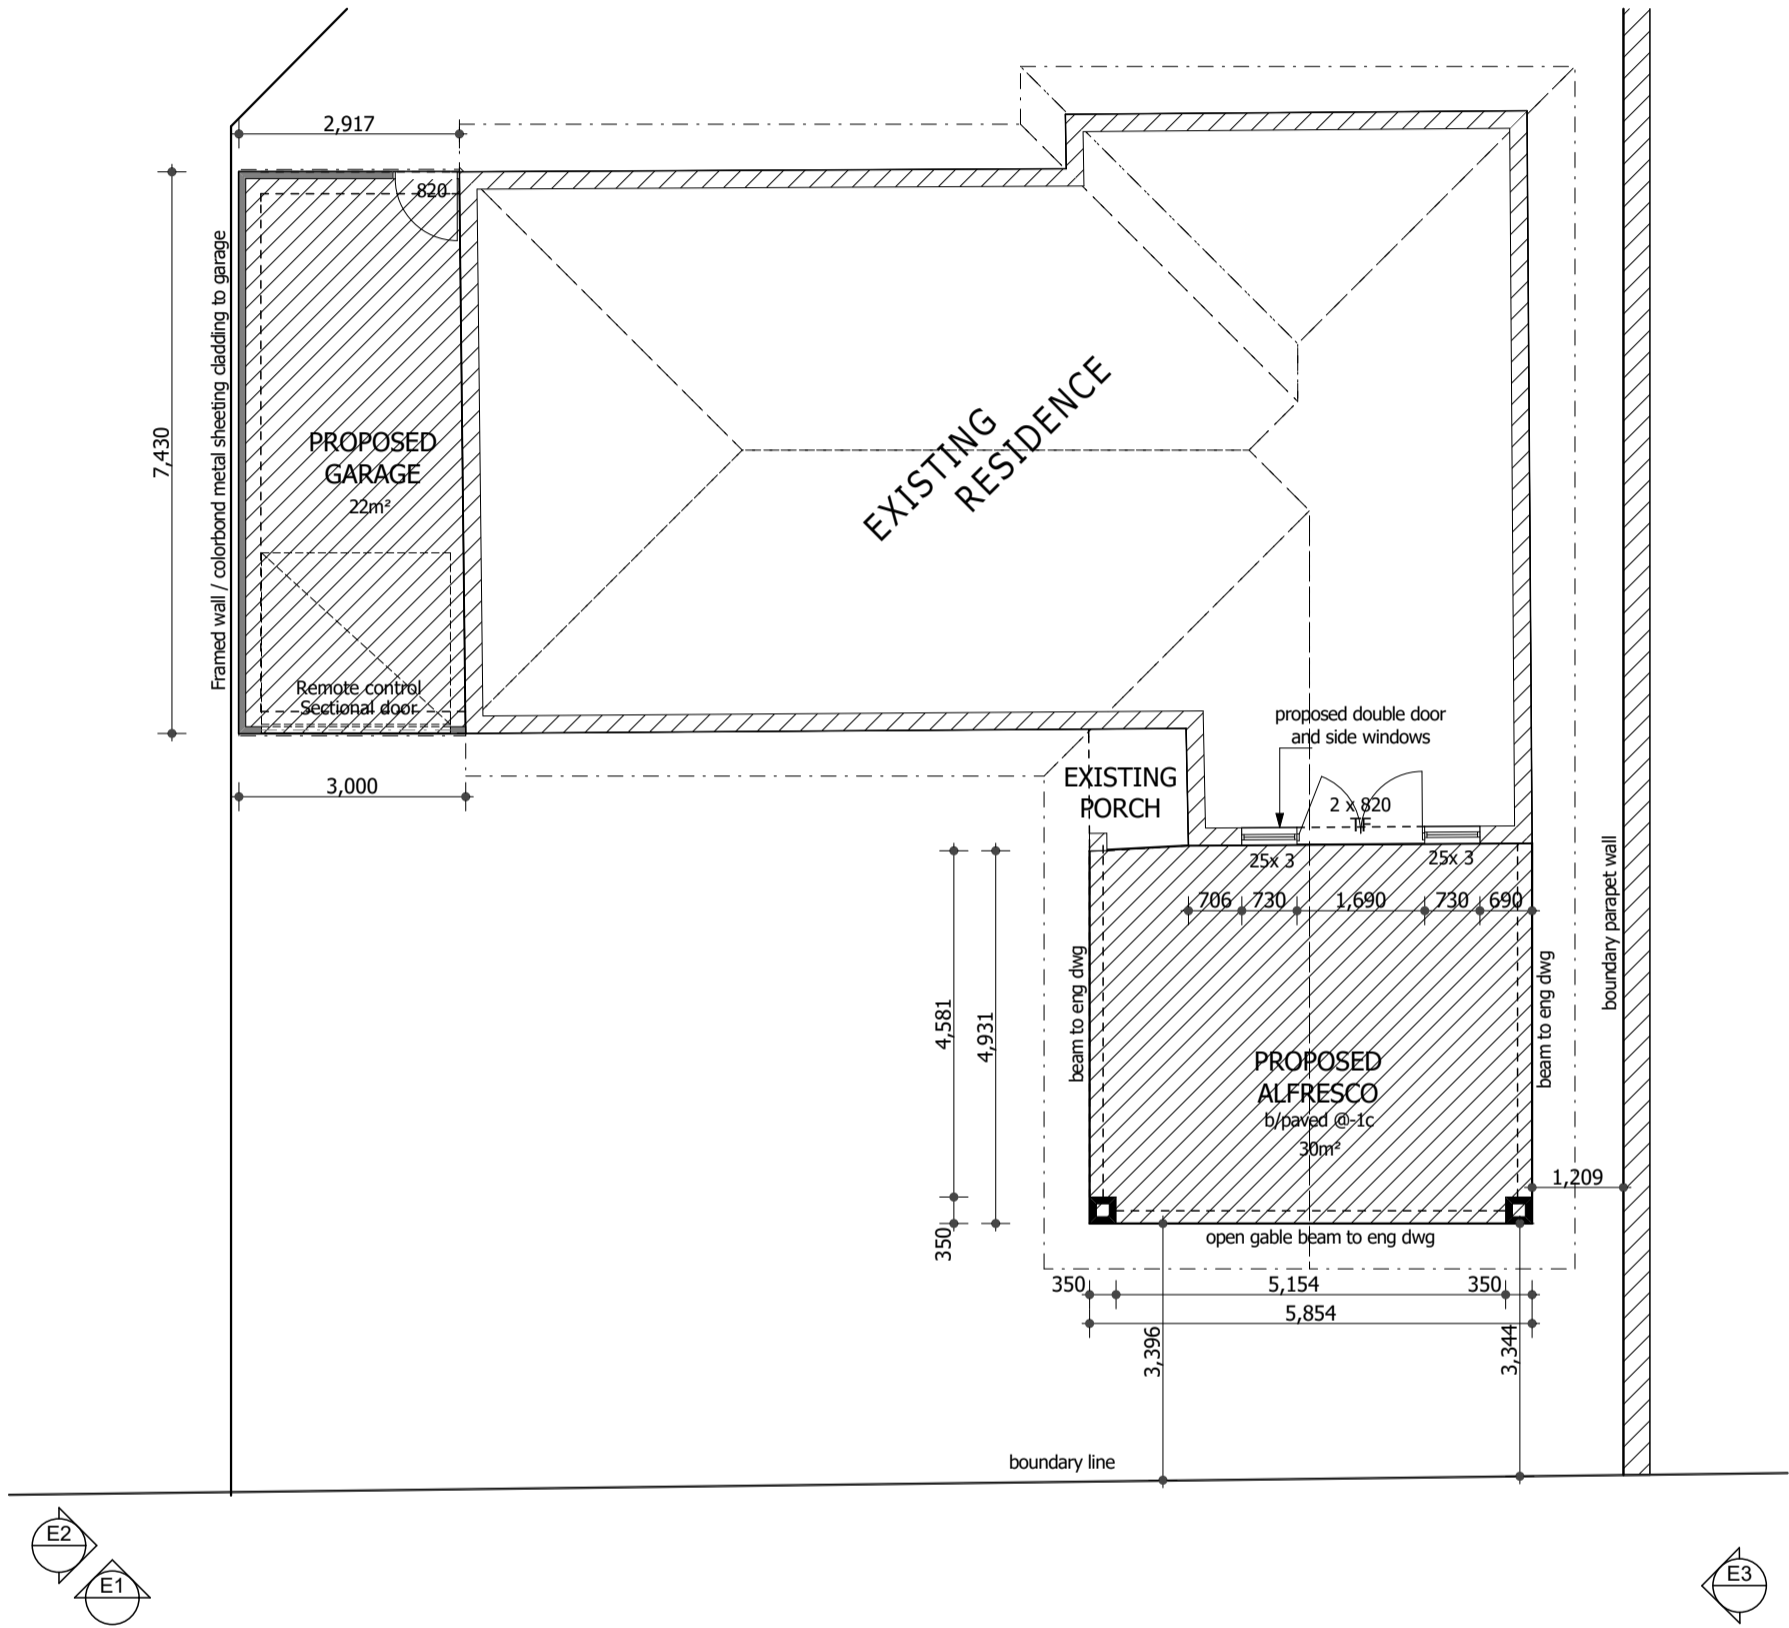 2,917
820
Framed wall / colorbond metal sheeting cladding to garage
7,430
PROPOSED
GARAGE
22m²
Remote control
Sectional door
3,000
EXISTING
RESIDENCE
proposed double door
and side windows
EXISTING
PORCH
2 x 820
TF
25x 3
25x 3
706
730
1,690
730
690
boundary parapet wall
beam to eng dwg
beam to eng dwg
4,581
4,931
350
PROPOSED
ALFRESCO
b/paved @-1c
30m²
1,209
open gable beam to eng dwg
350
5,154
350
5,854
3,396
3,344
boundary line
E2
E1
E3